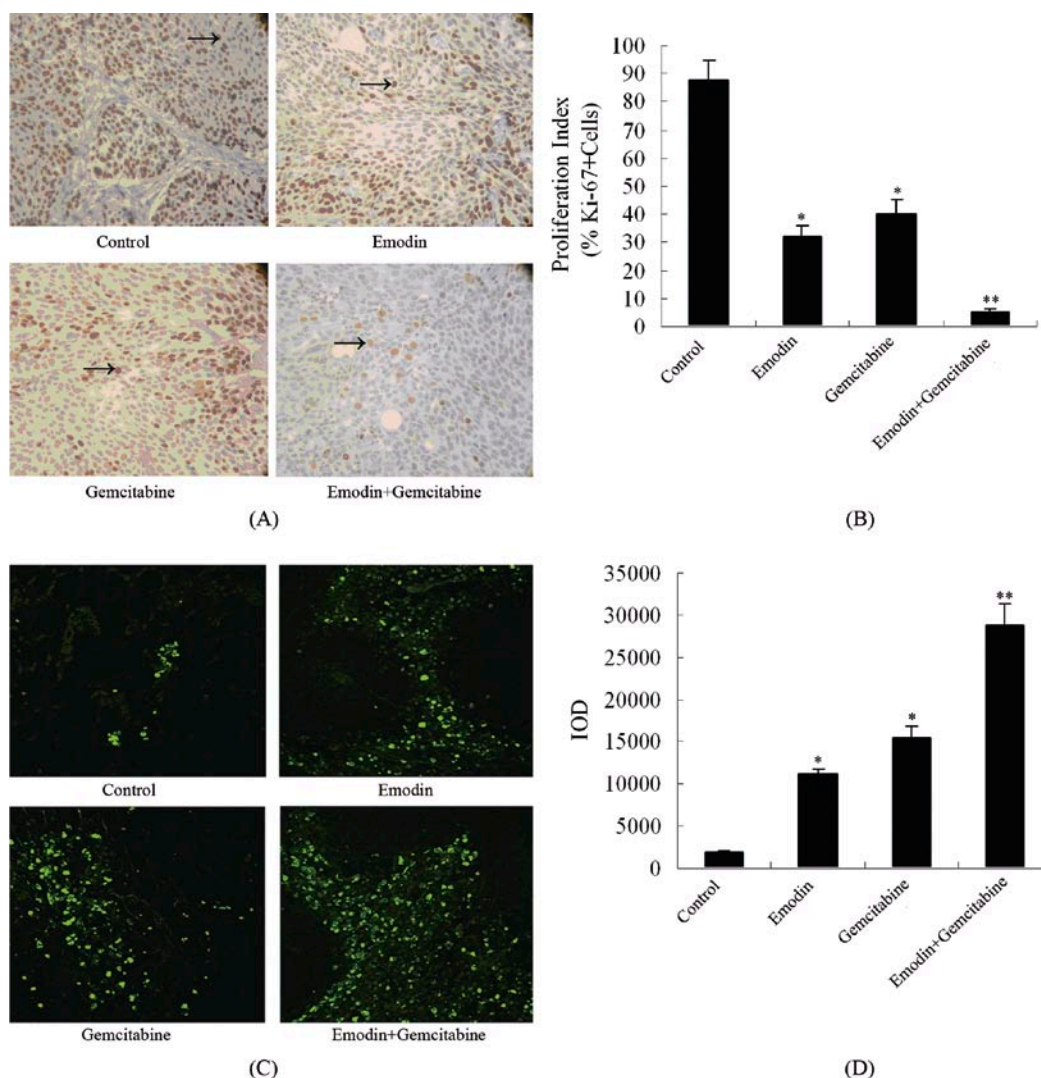 Control
Emodin
Gemcitabine
Emodin+Gemcitabine
(A)
Proliferation Index
(% Ki-67+Cells)
100
90
80
70
60
50
40
30
20
10
0
*
*
**
Control
Emodin
Gemcitabine
Emodin+Gemcitabine
(B)
Control
Emodin
Gemcitabine
Emodin+Gemcitabine
(C)
IOD
35000
30000
25000
20000
15000
10000
5000
0
*
*
**
Control
Emodin
Gemcitabine
Emodin+Gemcitabine
(D)